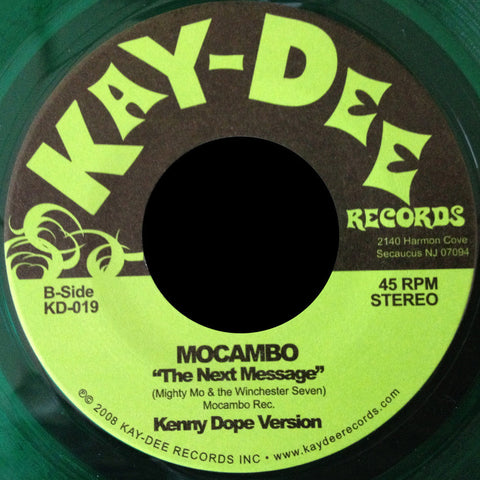 KAY-DEE
RECORDS
2140 Harmon Cove
Secaucus NJ 07094
B-Side
KD-019
45 RPM
STEREO
MOCAMBO
"The Next Message"
(Mighty Mo & the Winchester Seven)
Mocambo Rec.
Kenny Dope Version
℗© 2008 KAY-DEE RECORDS INC • www.kaydeerecords.com •